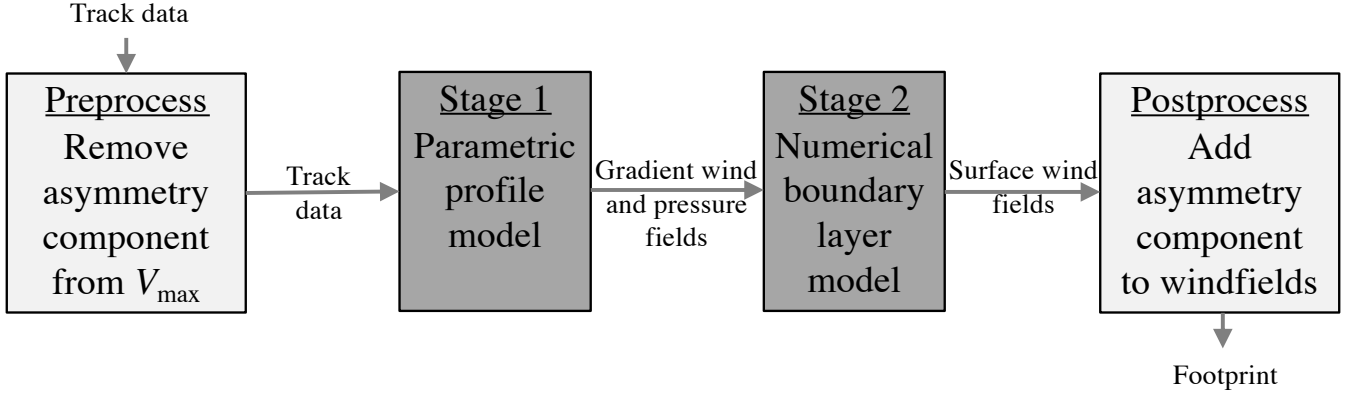 Track data
Preprocess
Remove
asymmetry
component
from Vmax
Track
data
Stage 1
Parametric
profile
model
Gradient wind
and pressure
fields
Stage 2
Numerical
boundary
layer
model
Surface wind
fields
Postprocess
Add
asymmetry
component
to windfields
Footprint